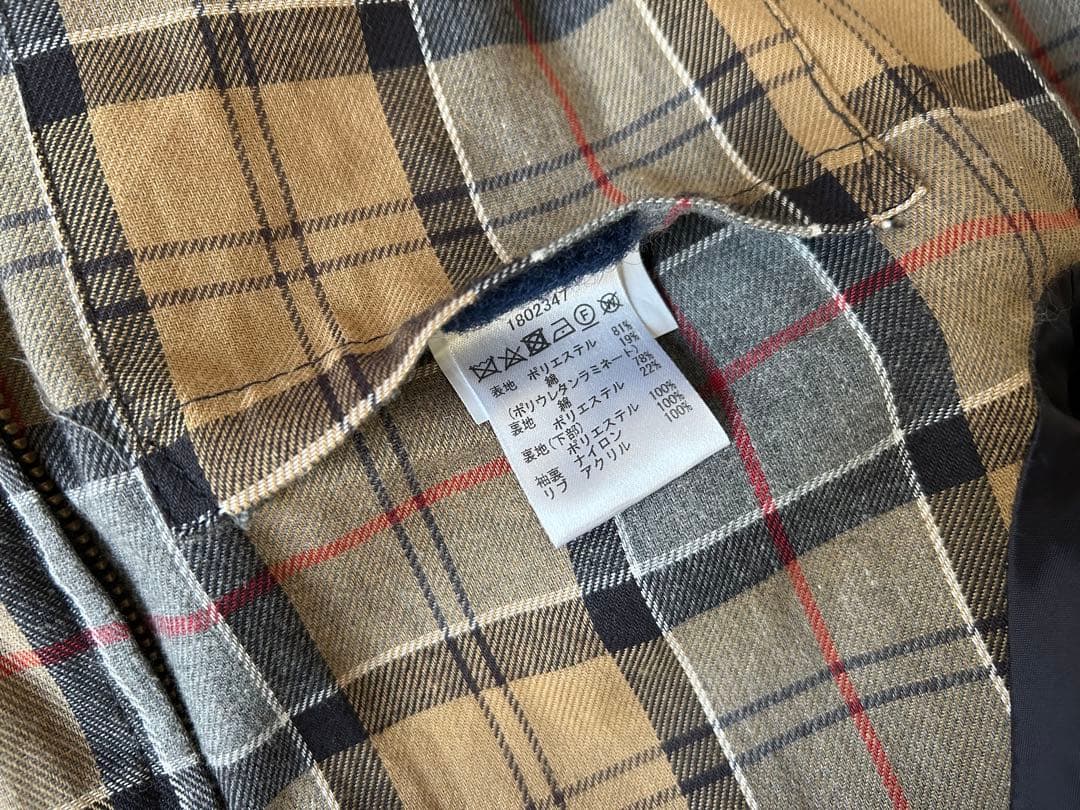 1802347
表地 ポリエステル 81%
綿 19%
(ポリウレタンラミネート)
裏地 綿 78%
ポリエステル 22%
裏地(下部)
ポリエステル 100%
袖裏 ナイロン 100%
リブ アクリル 100%